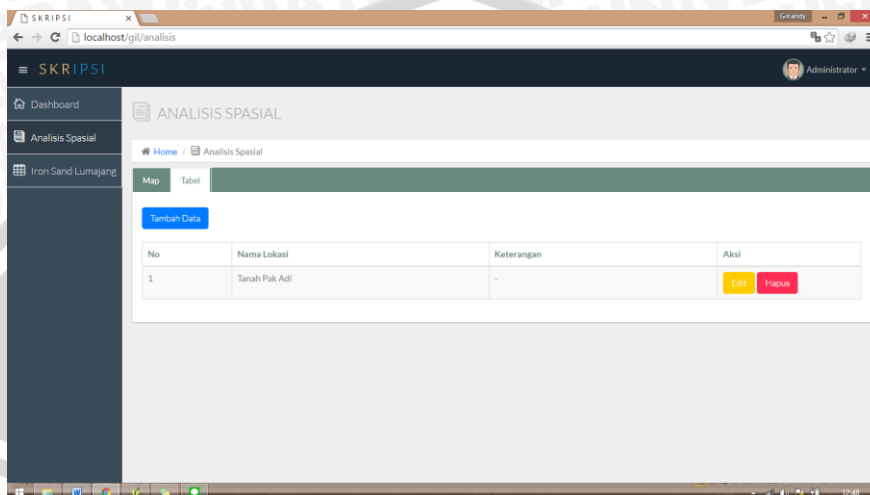 SKRIPSI
Girandy
localhost/gil/analisis
SKRIPSI
Administrator
Dashboard
Analisis Spasial
Iron Sand Lumajang
ANALISIS SPASIAL
Home / Analisis Spasial
Map Tabel
Tambah Data
No Nama Lokasi Keterangan Aksi
1 Tanah Pak Adi - Edit Hapus
12:48